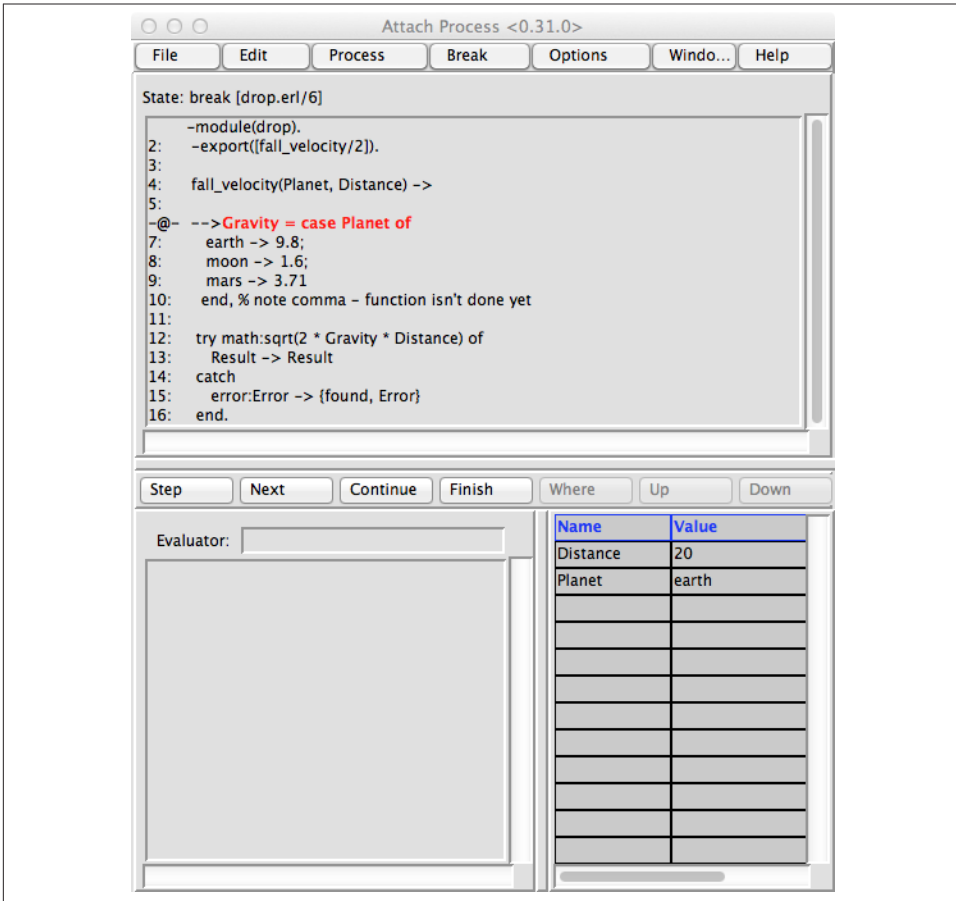 Attach Process <0.31.0>
File Edit Process Break Options Windo... Help
State: break [drop.erl/6]
-module(drop).
2: -export([fall_velocity/2]).
3:
4: fall_velocity(Planet, Distance) ->
5:
-@- -->Gravity = case Planet of
7: earth -> 9.8;
8: moon -> 1.6;
9: mars -> 3.71
10: end, % note comma - function isn't done yet
11:
12: try math:sqrt(2 * Gravity * Distance) of
13: Result -> Result
14: catch
15: error:Error -> {found, Error}
16: end.
Step Next Continue Finish Where Up Down
Evaluator:
Name Value
Distance 20
Planet earth